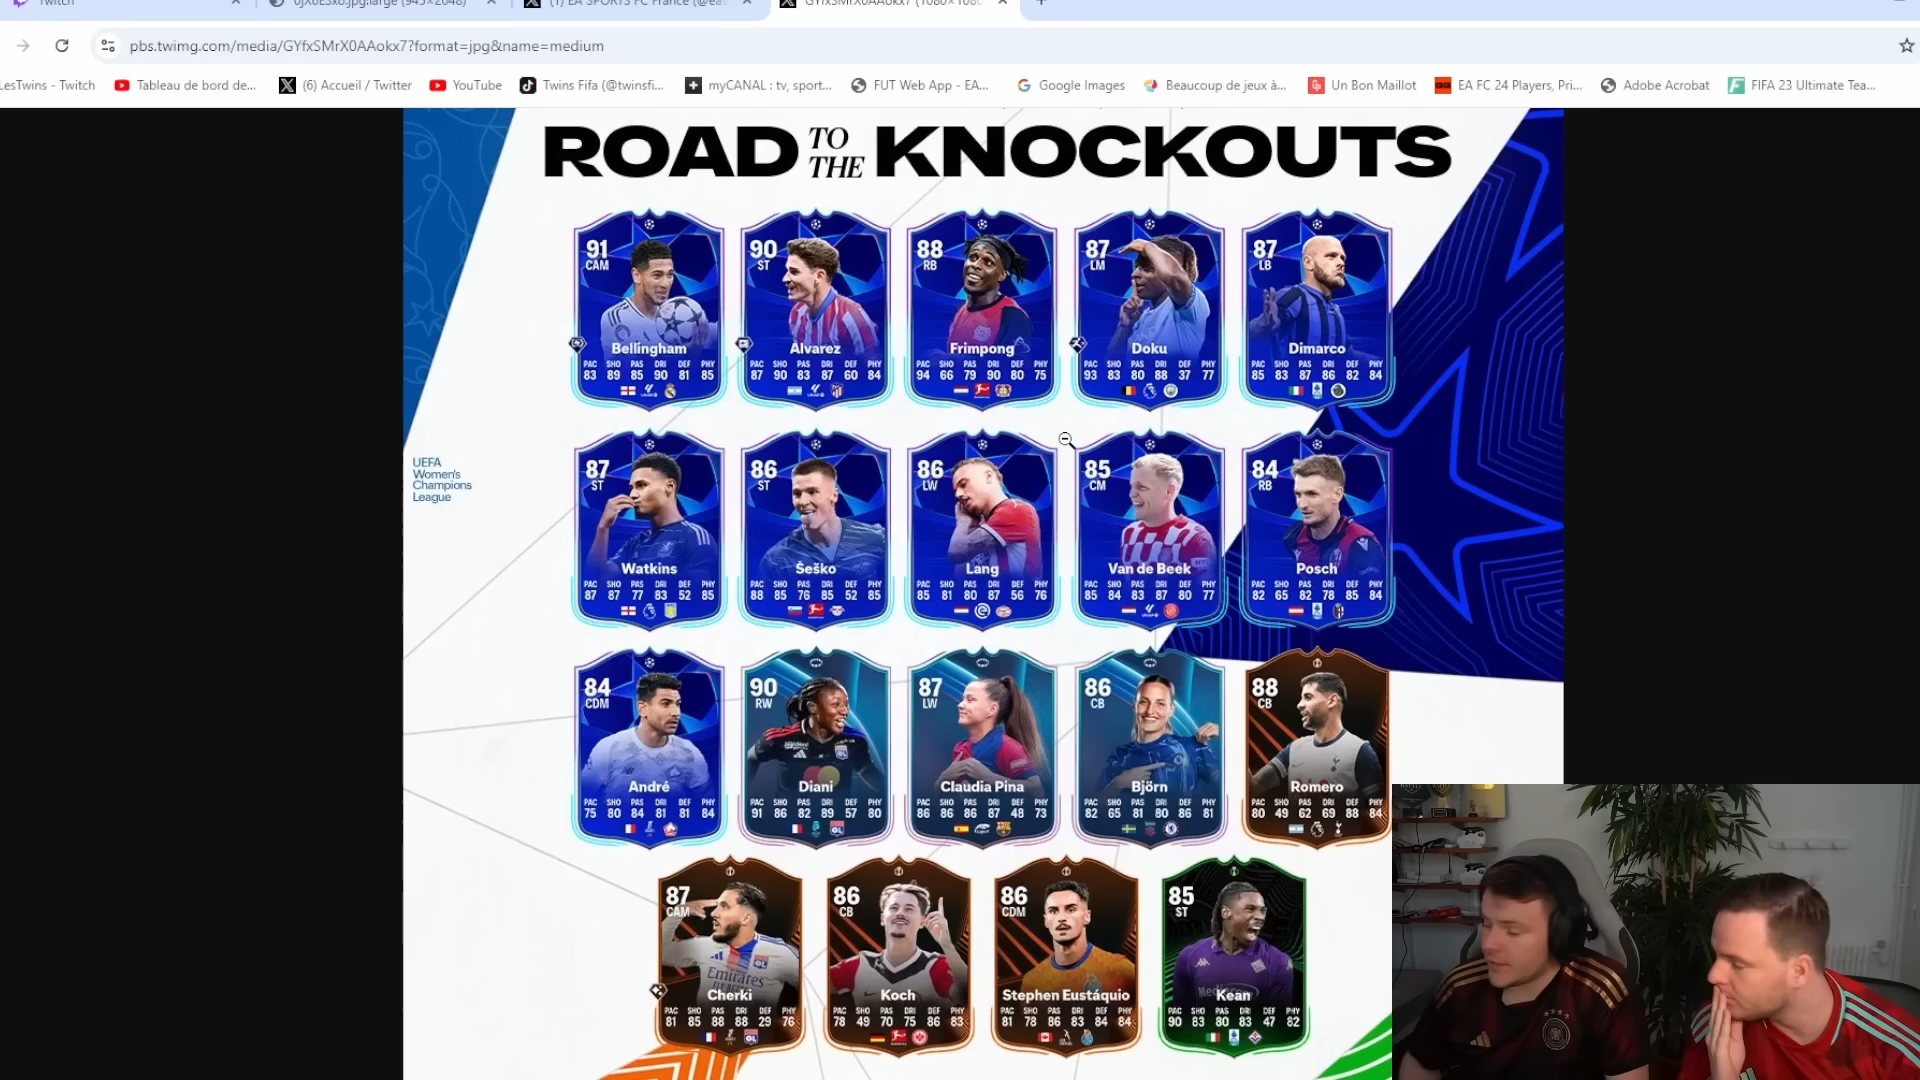 Twitch
(1) EA SPORTS FC France (@eas
pbs.twimg.com/media/GYfxSMrX0AAokx7?format=jpg&name=medium
LesTwins - Twitch
Tableau de bord de...
(6) Accueil / Twitter
YouTube
Twins Fifa (@twinsfi...
myCANAL : tv, sport...
FUT Web App - EA...
Google Images
Beaucoup de jeux à...
Un Bon Maillot
EA FC 24 Players, Pri...
Adobe Acrobat
FIFA 23 Ultimate Tea...
ROAD TO THE KNOCKOUTS
91 CAM
Bellingham
PAC SHO PAS DRI DEF PHY
83 89 85 90 81 85
90 ST
Álvarez
PAC SHO PAS DRI DEF PHY
87 90 83 87 60 84
88 RB
Frimpong
PAC SHO PAS DRI DEF PHY
94 66 79 90 80 75
87 LM
Doku
PAC SHO PAS DRI DEF PHY
93 83 80 88 37 77
87 LB
Dimarco
PAC SHO PAS DRI DEF PHY
85 83 87 86 82 84
UEFA
Women's
Champions
League
87 ST
Watkins
PAC SHO PAS DRI DEF PHY
87 87 77 83 52 85
86 ST
Šeško
PAC SHO PAS DRI DEF PHY
88 85 76 85 52 85
86 LW
Lang
PAC SHO PAS DRI DEF PHY
85 81 80 87 56 76
85 CM
Van de Beek
PAC SHO PAS DRI DEF PHY
85 84 83 87 80 77
84 RB
Posch
PAC SHO PAS DRI DEF PHY
82 65 82 78 85 84
84 CDM
André
PAC SHO PAS DRI DEF PHY
75 80 84 81 81 84
90 RW
Diani
PAC SHO PAS DRI DEF PHY
91 86 82 89 57 80
87 LW
Claudia Pina
PAC SHO PAS DRI DEF PHY
86 86 86 87 48 73
86 CB
Björn
PAC SHO PAS DRI DEF PHY
82 65 81 80 86 81
88 CB
Romero
PAC SHO PAS DRI DEF PHY
80 49 62 69 88 84
87 CAM
Emirates
Cherki
PAC SHO PAS DRI DEF PHY
81 85 88 88 29 76
86 CB
Koch
PAC SHO PAS DRI DEF PHY
78 49 70 75 86 83
86 CDM
Stephen Eustáquio
PAC SHO PAS DRI DEF PHY
81 78 86 83 84 84
85 ST
Kean
PAC SHO PAS DRI DEF PHY
90 83 80 83 47 82